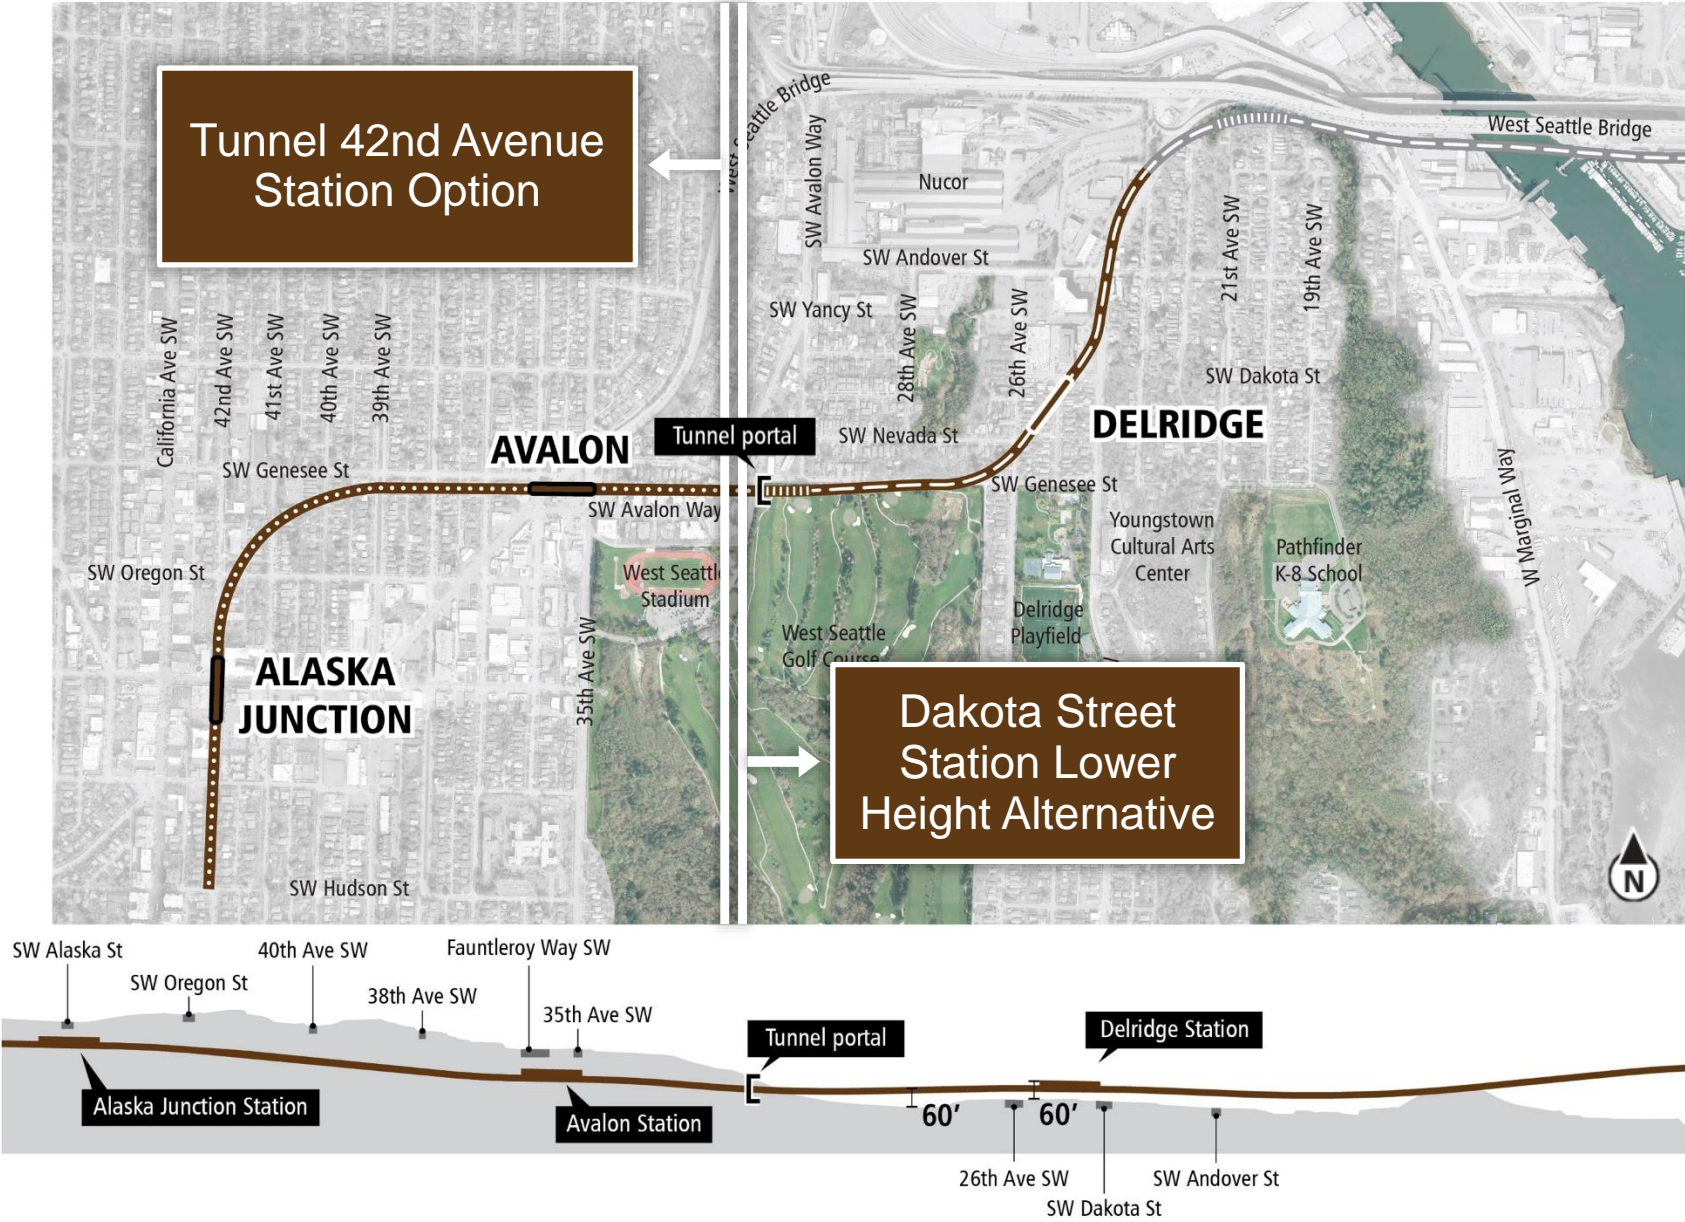 Tunnel 42nd Avenue
Station Option
West Seattle Bridge
SW Avalon Way
Nucor
West Seattle Bridge
SW Andover St
21st Ave SW
19th Ave SW
SW Yancy St
28th Ave SW
26th Ave SW
California Ave SW
42nd Ave SW
41st Ave SW
40th Ave SW
39th Ave SW
SW Dakota St
DELRIDGE
AVALON
Tunnel portal
SW Nevada St
SW Genesee St
SW Genesee St
SW Avalon Way
W Marginal Way
Youngstown
Cultural Arts
Center
Pathfinder
K-8 School
SW Oregon St
West Seattle
Stadium
Delridge
Playfield
West Seattle
Golf Course
35th Ave SW
ALASKA
JUNCTION
Dakota Street
Station Lower
Height Alternative
SW Hudson St
N
SW Alaska St
SW Oregon St
40th Ave SW
38th Ave SW
Fauntleroy Way SW
35th Ave SW
Tunnel portal
Delridge Station
Alaska Junction Station
Avalon Station
60’
60’
26th Ave SW
SW Dakota St
SW Andover St